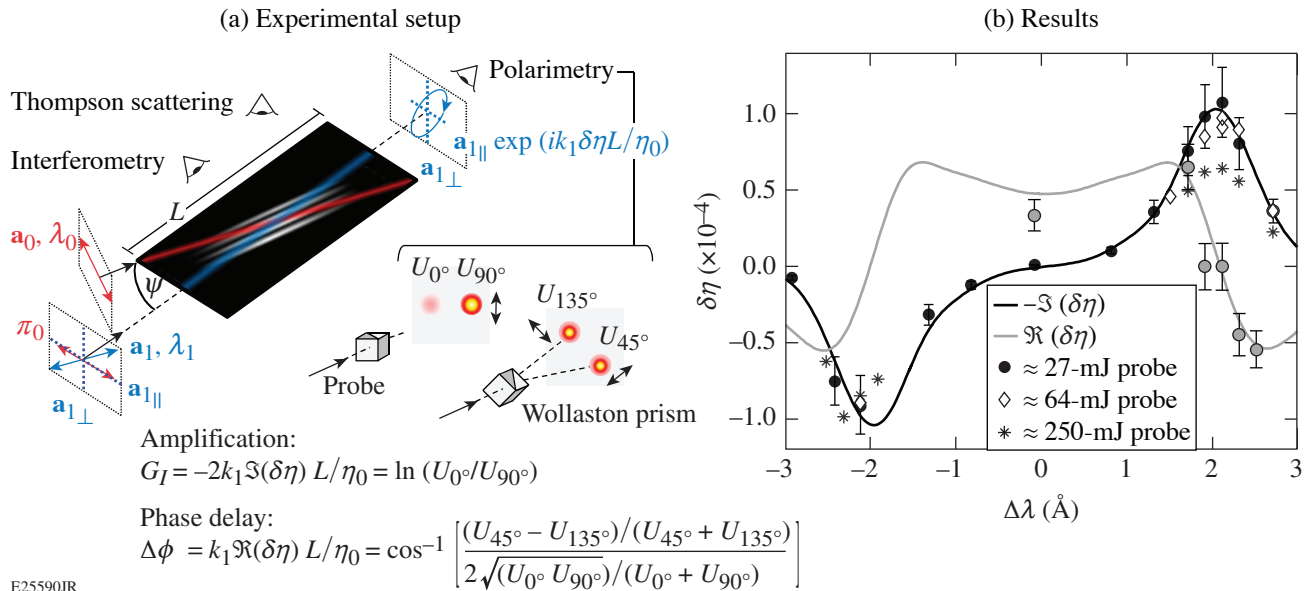 (a) Experimental setup
Polarimetry
Thompson scattering
Interferometry
a₁∥ exp (ik₁δηL/η₀)
a₁⊥
L
a₀, λ₀
ψ
π₀
a₁, λ₁
a₁∥
a₁⊥
U₀° U₉₀°
U₁₃₅°
U₄₅°
Probe
Wollaston prism
Amplification:
G_I = −2k₁ℑ(δη) L/η₀ = ln (U₀°/U₉₀°)
Phase delay:
Δϕ = k₁ℜ(δη) L/η₀ = cos⁻¹ [(U₄₅° − U₁₃₅°)/(U₄₅° + U₁₃₅°) / 2√(U₀° U₉₀°)/(U₀° + U₉₀°)]
E25590JR
(b) Results
δη (×10⁻⁴)
1.0
0.5
0.0
−0.5
−1.0
−ℑ (δη)
ℜ (δη)
≈ 27-mJ probe
≈ 64-mJ probe
≈ 250-mJ probe
−3 −2 −1 0 1 2 3
Δλ (Å)